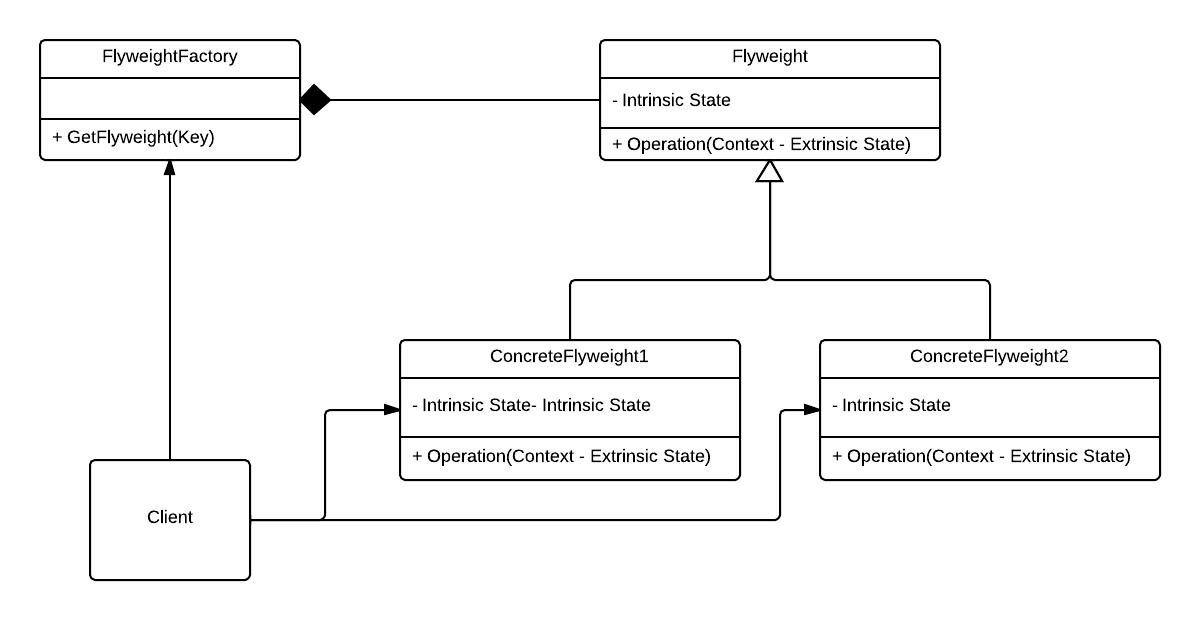 FlyweightFactory
+ GetFlyweight(Key)
Flyweight
- Intrinsic State
+ Operation(Context - Extrinsic State)
ConcreteFlyweight1
- Intrinsic State- Intrinsic State
+ Operation(Context - Extrinsic State)
ConcreteFlyweight2
- Intrinsic State
+ Operation(Context - Extrinsic State)
Client